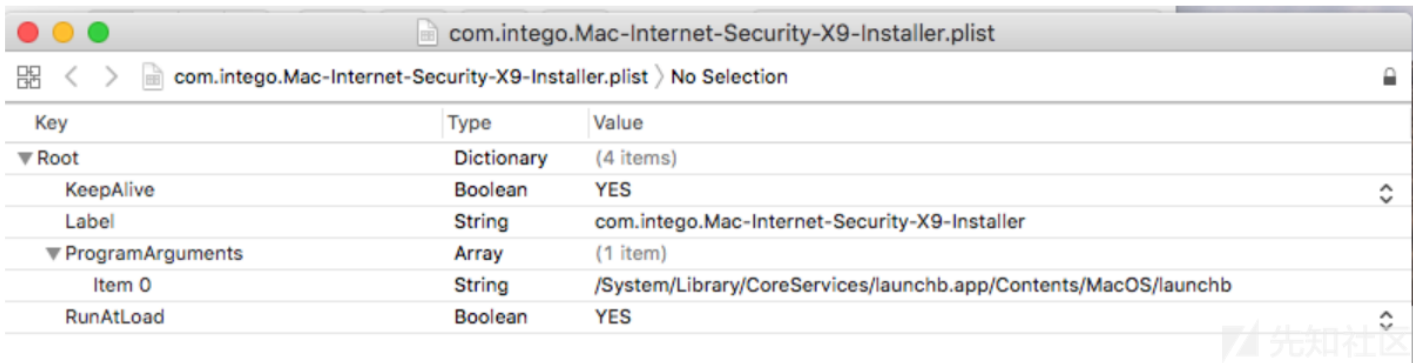 com.intego.Mac-Internet-Security-X9-Installer.plist
com.intego.Mac-Internet-Security-X9-Installer.plist 〉No Selection
Key Type Value
Root Dictionary (4 items)
KeepAlive Boolean YES
Label String com.intego.Mac-Internet-Security-X9-Installer
ProgramArguments Array (1 item)
Item 0 String /System/Library/CoreServices/launchb.app/Contents/MacOS/launchb
RunAtLoad Boolean YES
先知社区